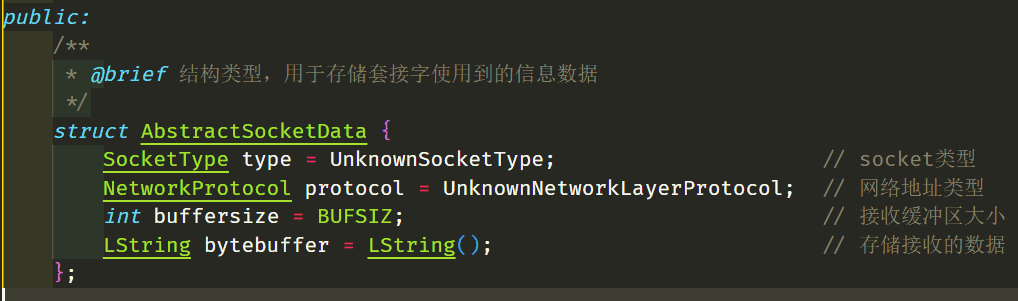 public:
/**
* @brief 结构类型，用于存储套接字使用到的信息数据
*/
struct AbstractSocketData {
SocketType type = UnknownSocketType; // socket类型
NetworkProtocol protocol = UnknownNetworkLayerProtocol; // 网络地址类型
int buffersize = BUFSIZ; // 接收缓冲区大小
LString bytebuffer = LString(); // 存储接收的数据
};